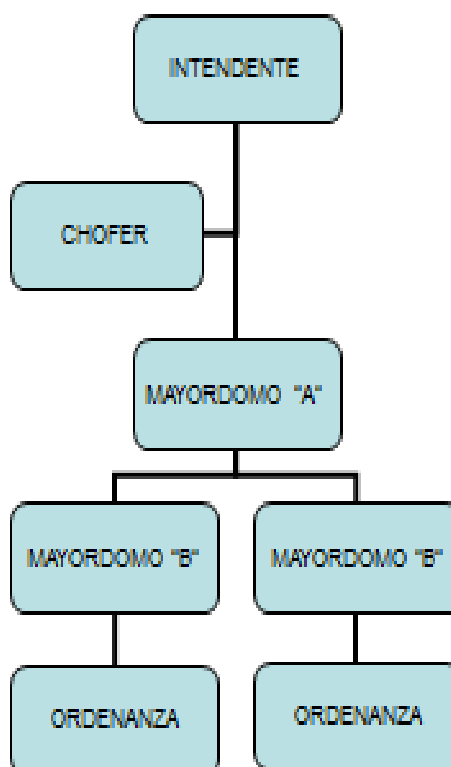 INTENDENTE
CHOFER
MAYORDOMO "A"
MAYORDOMO "B"
MAYORDOMO "B"
ORDENANZA
ORDENANZA